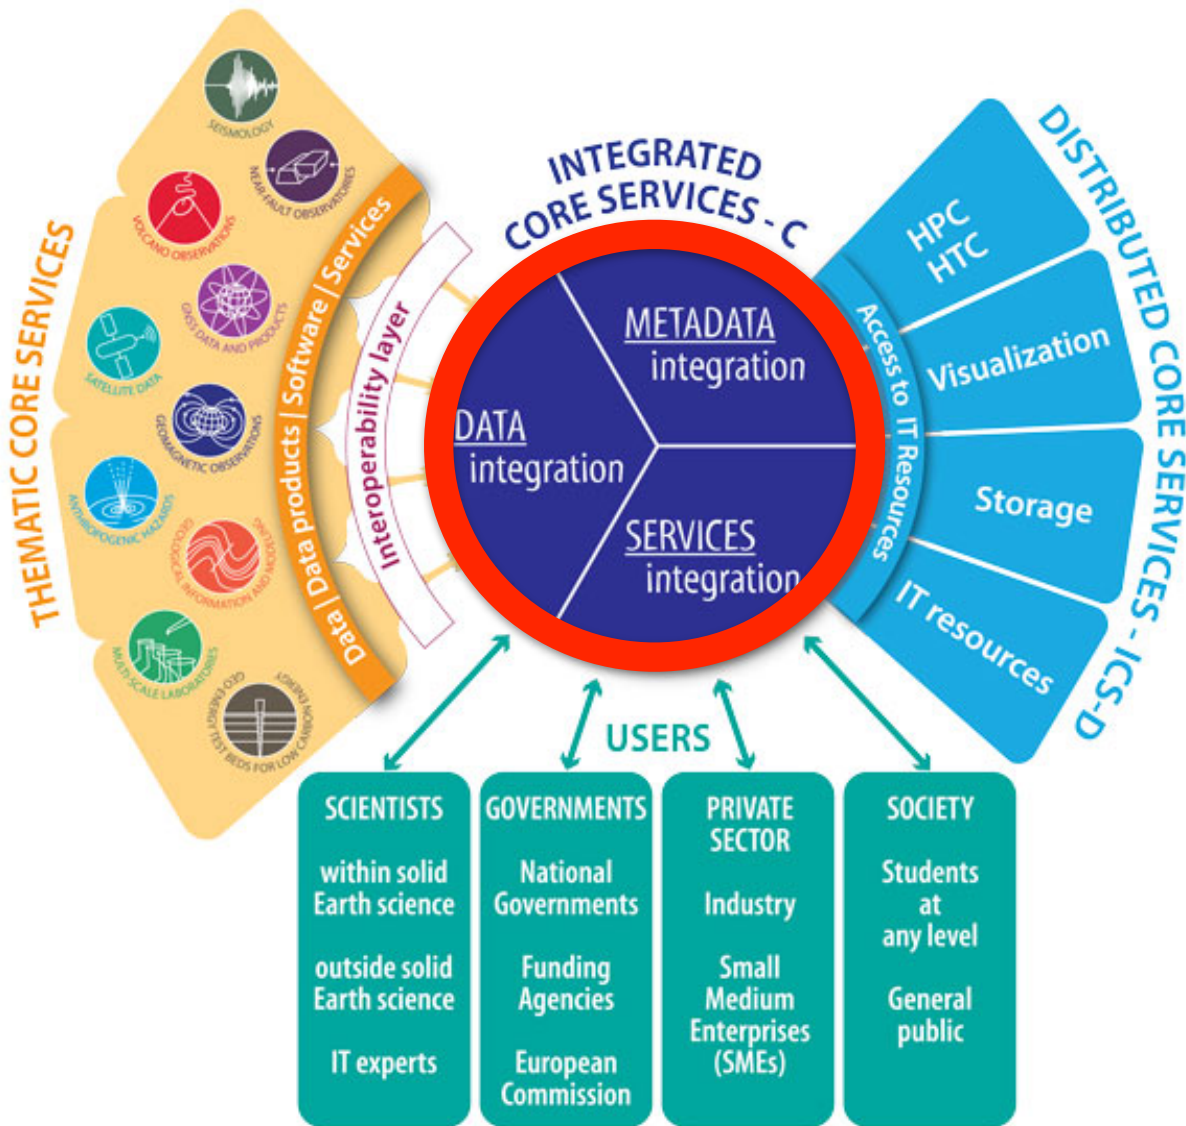 THEMATIC CORE SERVICES
SEISMOLOGY
NEAR-FAULT OBSERVATORIES
VOLCANO OBSERVATIONS
GNSS DATA AND PRODUCTS
SATELLITE DATA
GEOMAGNETIC OBSERVATIONS
ANTHROPOGENIC HAZARDS
GEOLOGICAL INFORMATION AND MODELING
MULTI-SCALE LABORATORIES
GEO-ENERGY TEST BEDS FOR LOW CARBON ENERGY
Data | Data products | Software | Services
Interoperability layer
INTEGRATED
CORE SERVICES - C
METADATA
integration
DATA
integration
SERVICES
integration
Access to IT Resources
HPC
HTC
Visualization
Storage
IT resources
DISTRIBUTED CORE SERVICES - ICS-D
USERS
SCIENTISTS
within solid
Earth science
outside solid
Earth science
IT experts
GOVERNMENTS
National
Governments
Funding
Agencies
European
Commission
PRIVATE
SECTOR
Industry
Small
Medium
Enterprises
(SMEs)
SOCIETY
Students
at
any level
General
public